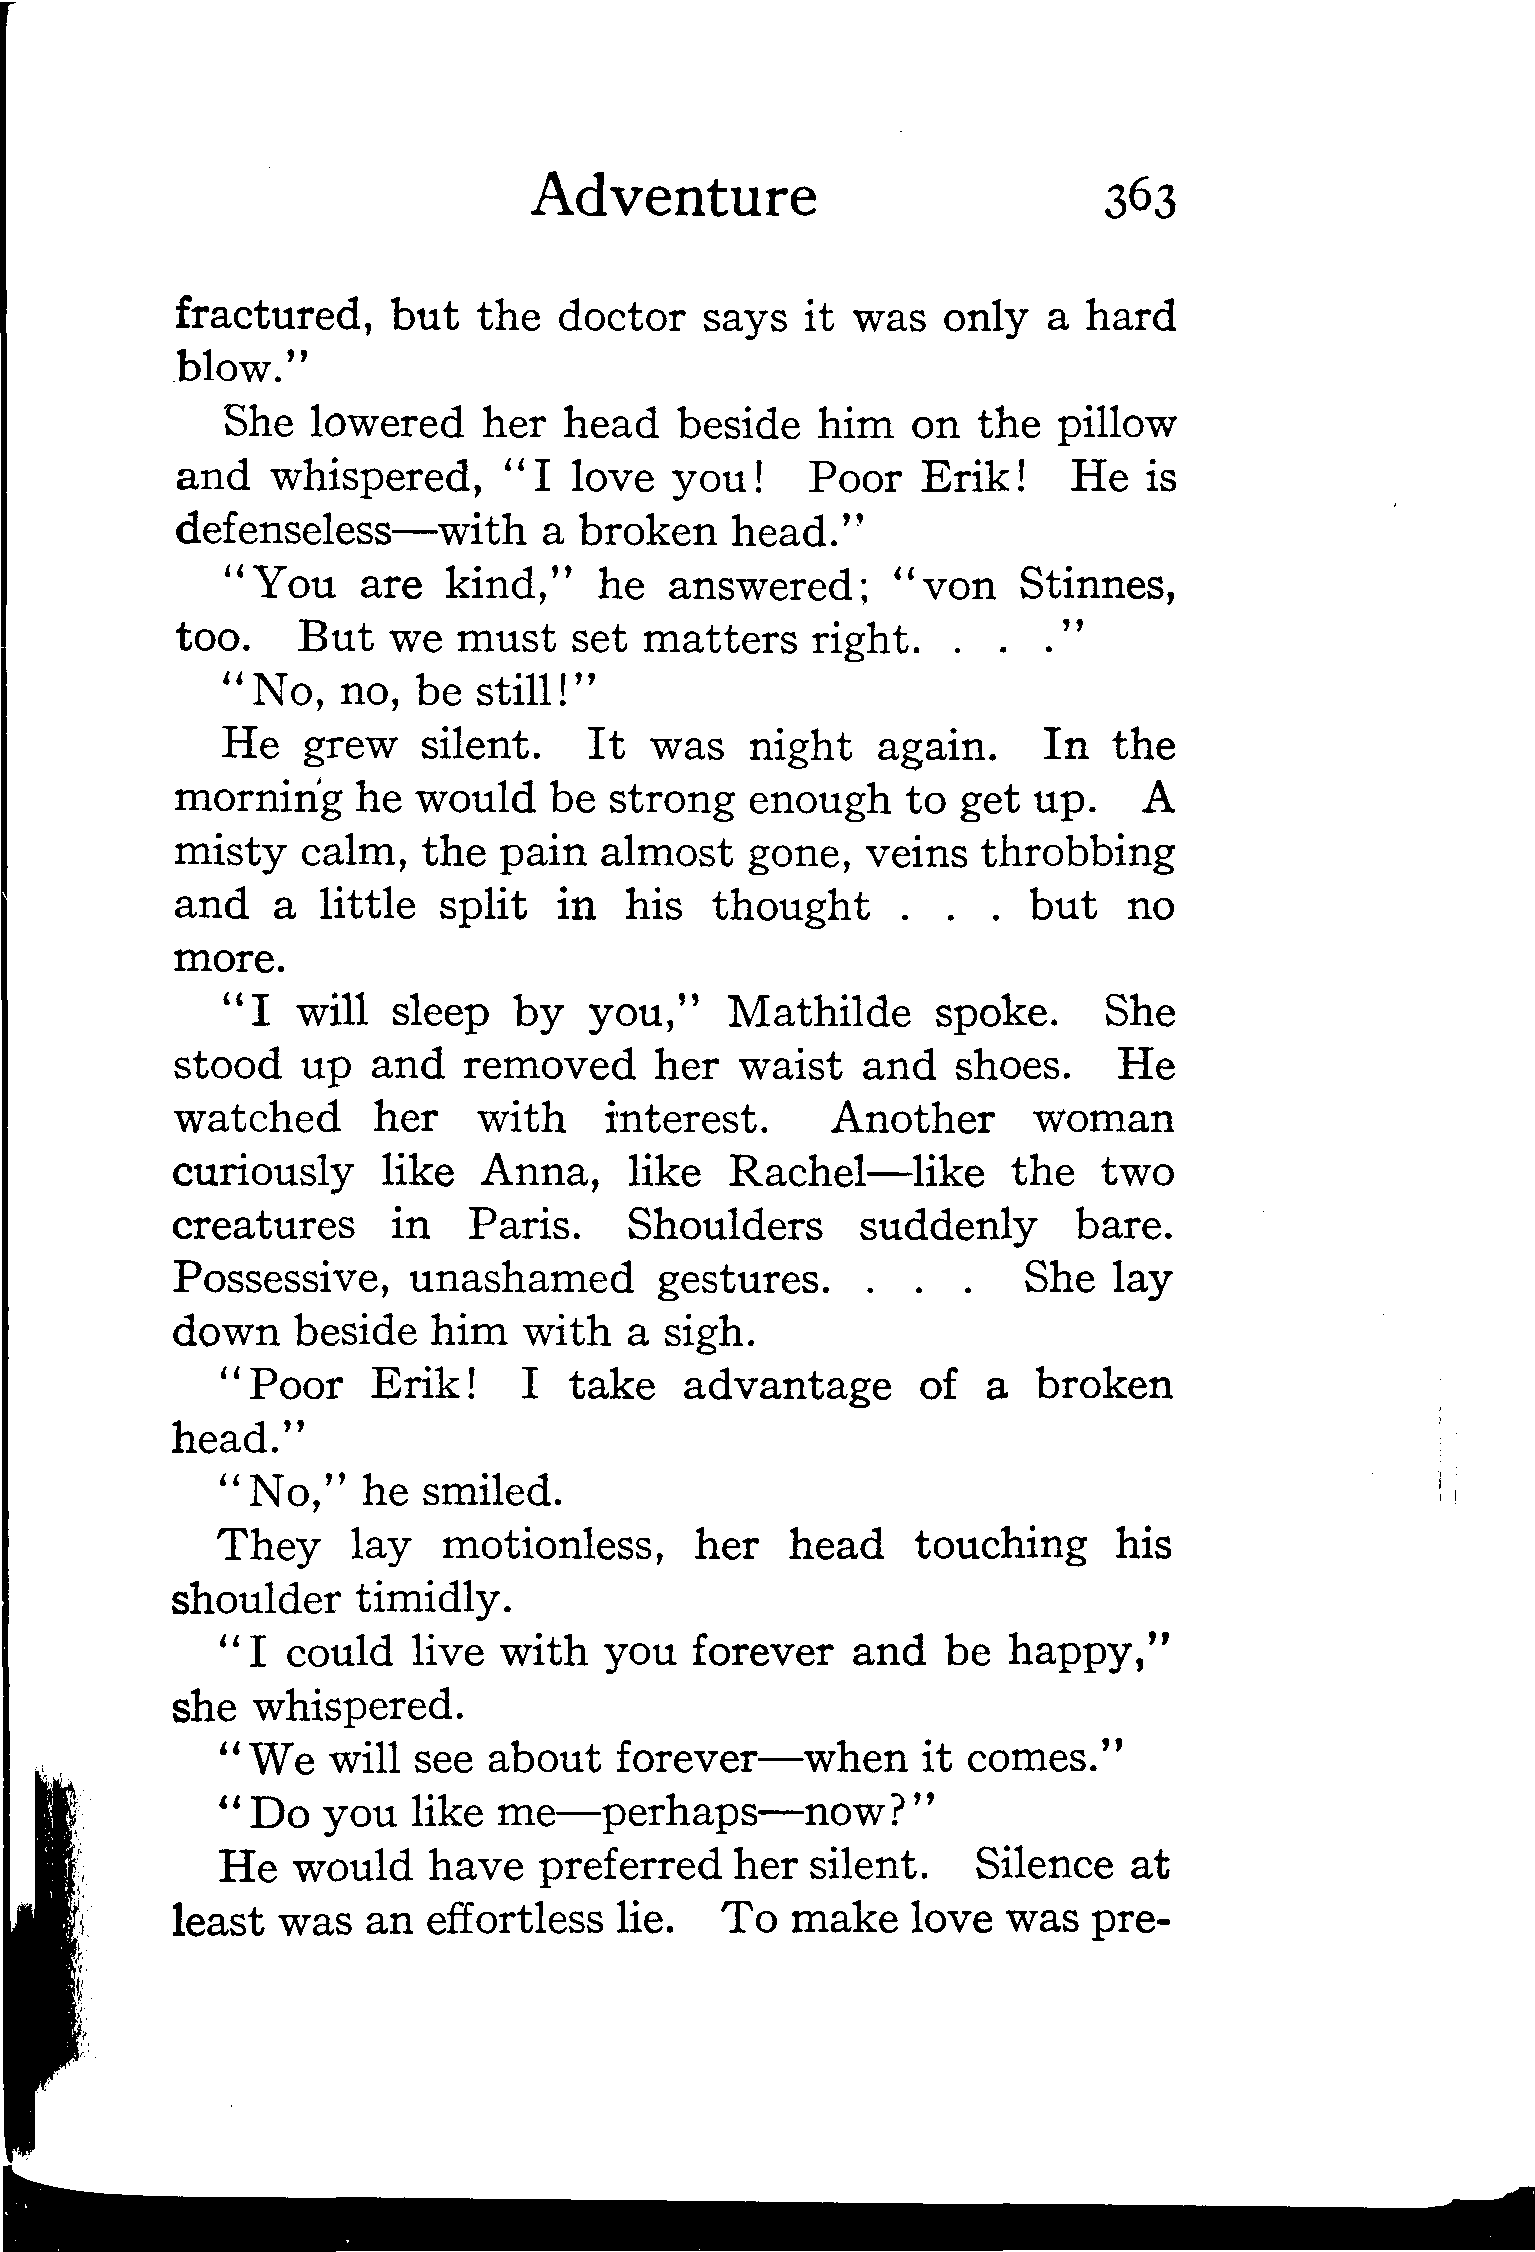 Adventure 363
fractured, but the doctor says it was only a hard
blow."
She lowered her head beside him on the pillow
and whispered, "I love you! Poor Erik! He is
defenseless—with a broken head."
"You are kind," he answered; "von Stinnes,
too. But we must set matters right. . . ."
"No, no, be still!"
He grew silent. It was night again. In the
morning he would be strong enough to get up. A
misty calm, the pain almost gone, veins throbbing
and a little split in his thought . . . but no
more.
"I will sleep by you," Mathilde spoke. She
stood up and removed her waist and shoes. He
watched her with interest. Another woman
curiously like Anna, like Rachel—like the two
creatures in Paris. Shoulders suddenly bare.
Possessive, unashamed gestures. . . . She lay
down beside him with a sigh.
"Poor Erik! I take advantage of a broken
head."
"No," he smiled.
They lay motionless, her head touching his
shoulder timidly.
"I could live with you forever and be happy,"
she whispered.
"We will see about forever—when it comes."
"Do you like me—perhaps—now?"
He would have preferred her silent. Silence at
least was an effortless lie. To make love was pre-